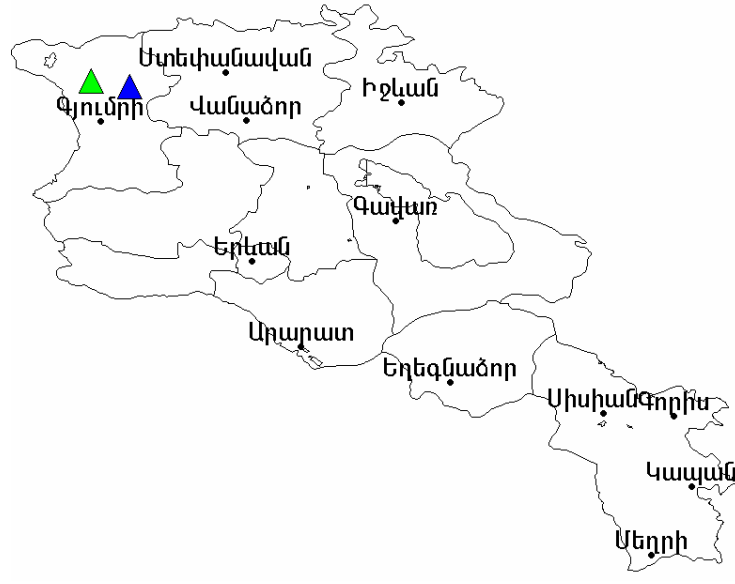 Ստեփանավան
Իջևան
Գյումրի
Վանաձոր
Գավառ
Երևան
Արարատ
Եղեգնաձոր
Սիսիան
Գորիս
Կապան
Մեղրի